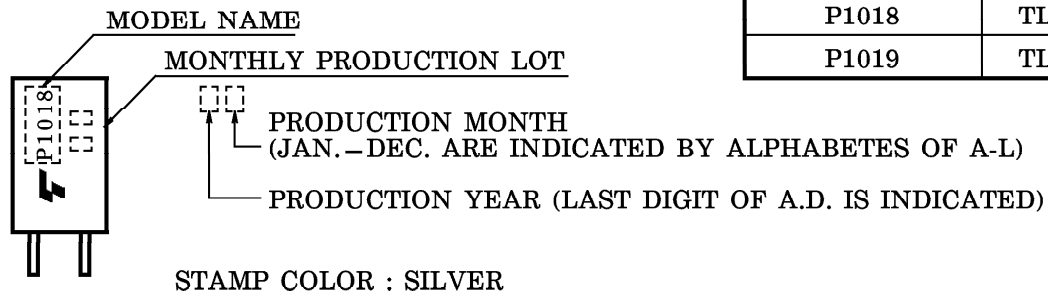 MODEL NAME
P1018 TL
MONTHLY PRODUCTION LOT
P1019 TL
P1018
PRODUCTION MONTH
(JAN.–DEC. ARE INDICATED BY ALPHABETES OF A-L)
PRODUCTION YEAR (LAST DIGIT OF A.D. IS INDICATED)
STAMP COLOR : SILVER